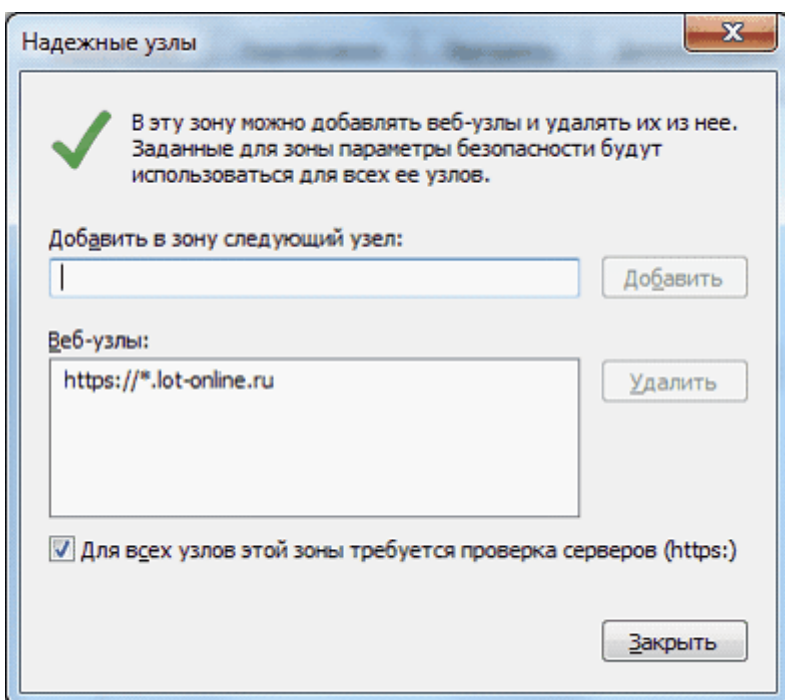 Надежные узлы
В эту зону можно добавлять веб-узлы и удалять их из нее.
Заданные для зоны параметры безопасности будут
использоваться для всех ее узлов.
Добавить в зону следующий узел:
Добавить
Веб-узлы:
https://*.lot-online.ru
Удалить
Для всех узлов этой зоны требуется проверка серверов (https:)
Закрыть